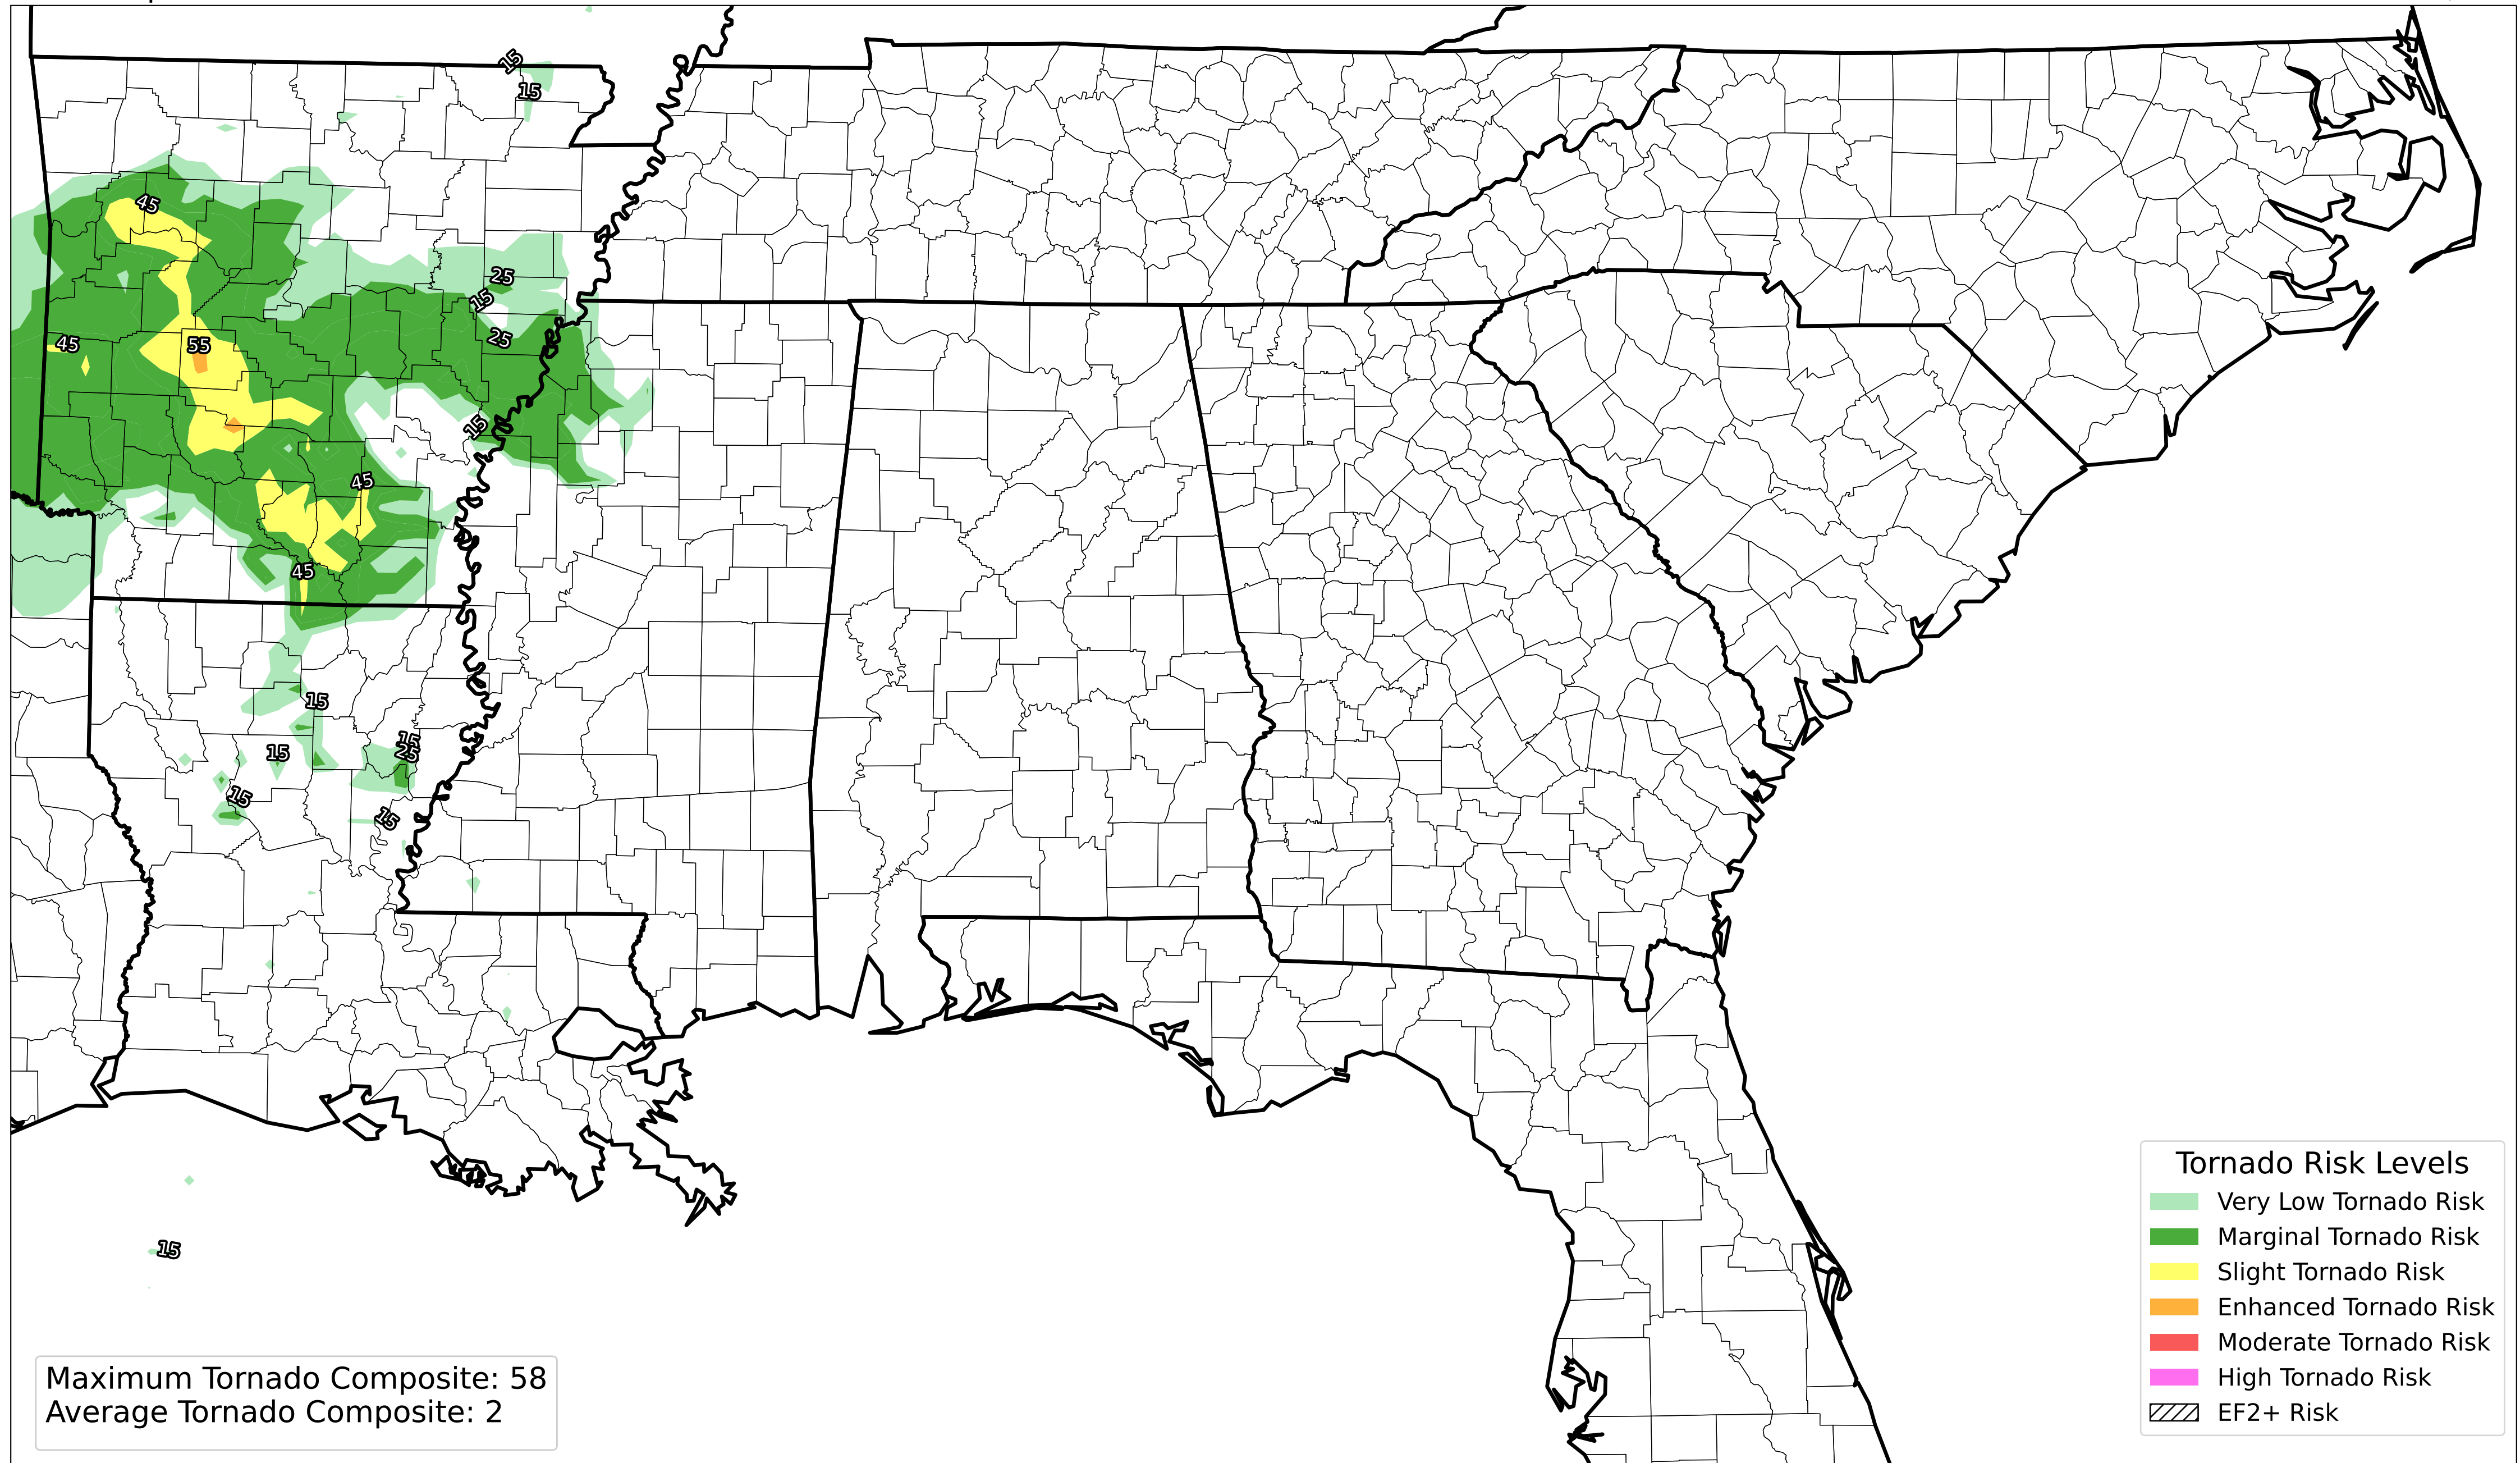 15
15
45
25
15
25
45
55
15
45
45
15
15
25
15
15
15
15
Tornado Risk Levels
Very Low Tornado Risk
Marginal Tornado Risk
Slight Tornado Risk
Enhanced Tornado Risk
Moderate Tornado Risk
High Tornado Risk
EF2+ Risk
Maximum Tornado Composite: 58
Average Tornado Composite: 2